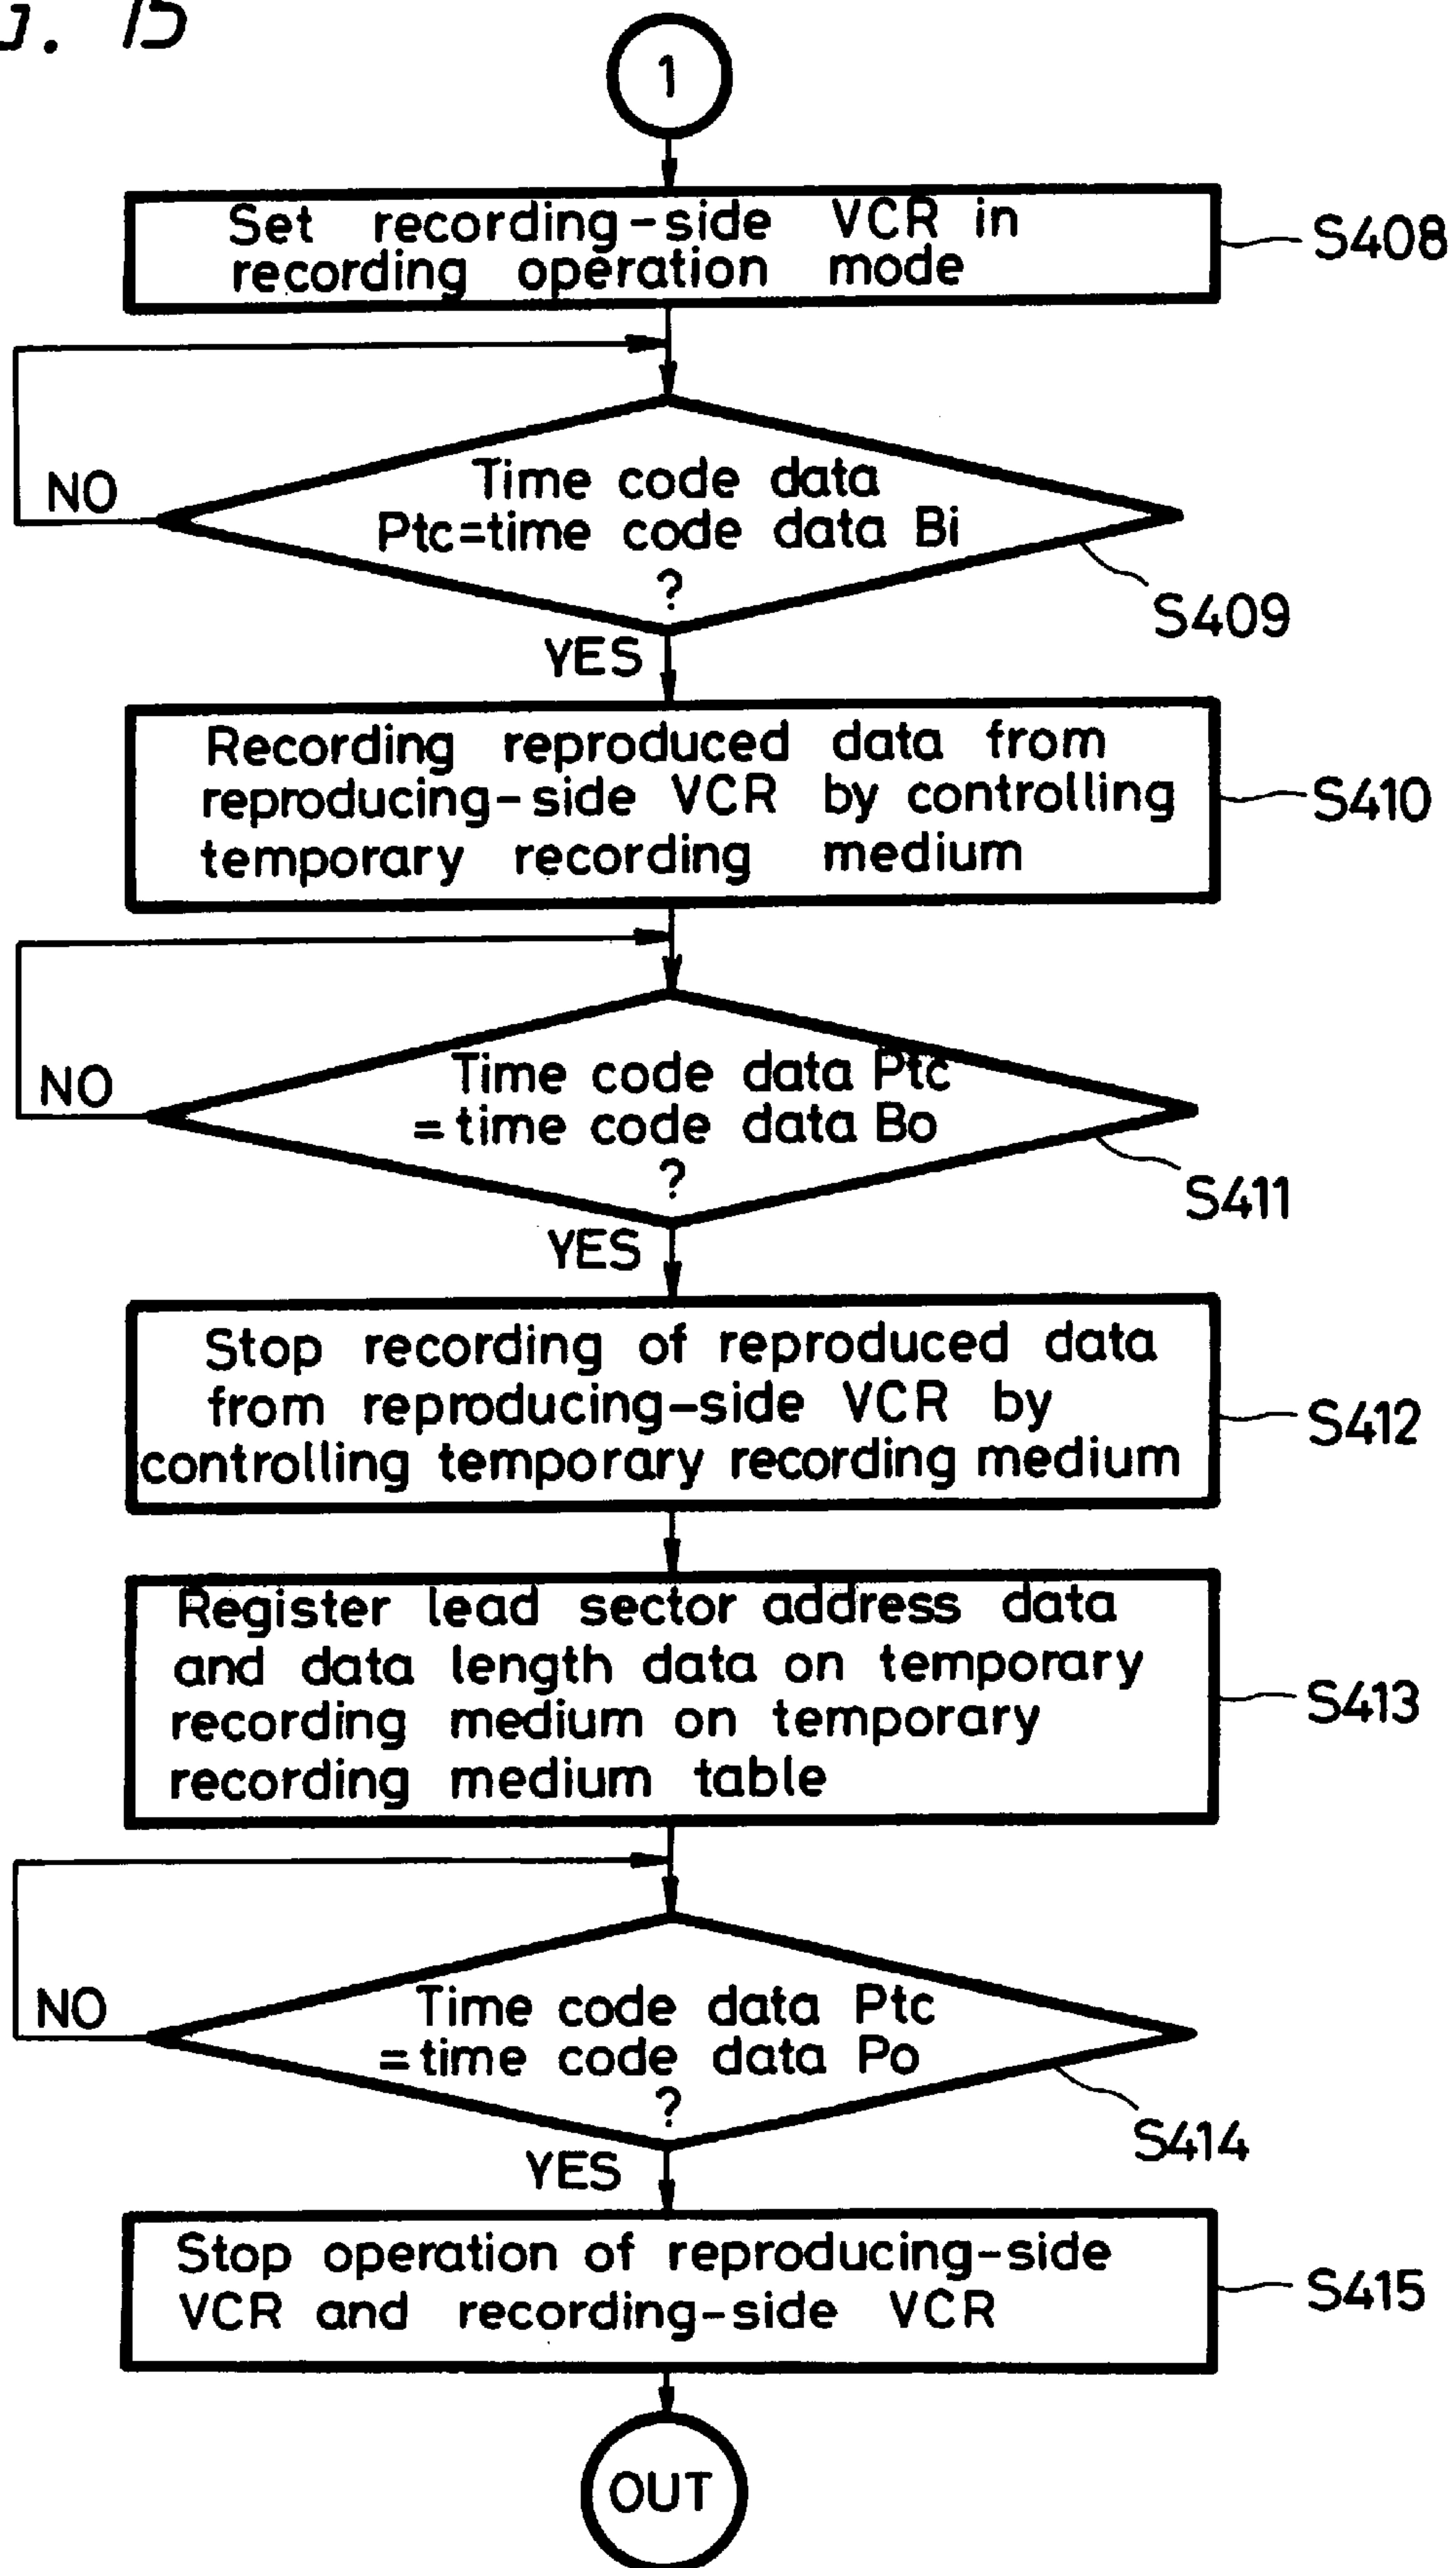 G. 15
1
Set recording-side VCR in
recording operation mode
S408
NO
Time code data
Ptc=time code data Bi
?
S409
YES
Recording reproduced data from
reproducing-side VCR by controlling
temporary recording medium
S410
NO
Time code data Ptc
=time code data Bo
?
S411
YES
Stop recording of reproduced data
from reproducing-side VCR by
controlling temporary recording medium
S412
Register lead sector address data
and data length data on temporary
recording medium on temporary
recording medium table
S413
NO
Time code data Ptc
=time code data Po
?
S414
YES
Stop operation of reproducing-side
VCR and recording-side VCR
S415
OUT